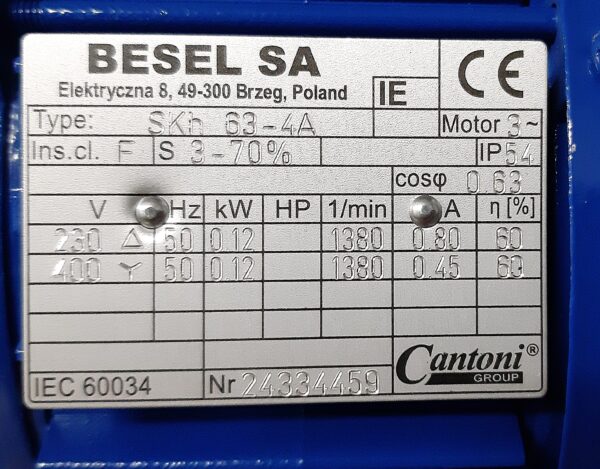 BESEL SA
Elektryczna 8, 49-300 Brzeg, Poland
IE
CE
Type: SKh 63-4A Motor 3~
Ins.cl. F S 3-70% IP54
cosφ 0.63
V Hz kW HP 1/min A η [%]
230 Δ 50 0.12 1380 0.80 60
400 Y 50 0.12 1380 0.45 60
IEC 60034 Nr 24334459
Cantoni®
GROUP